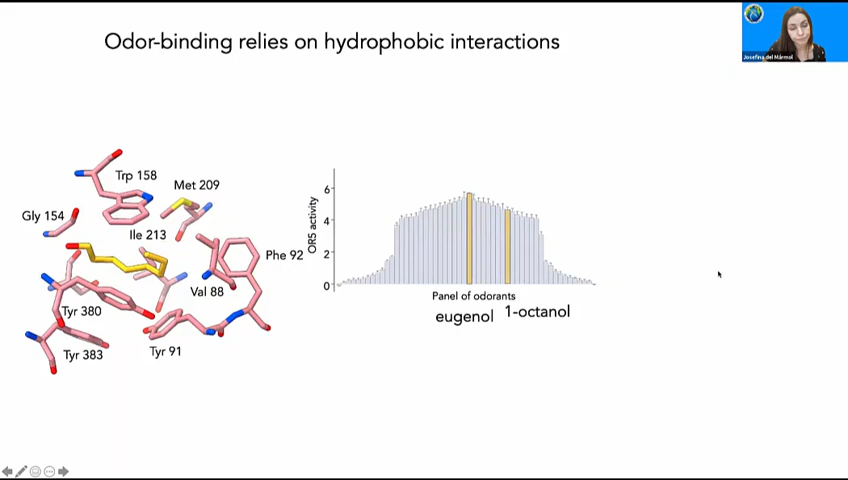 Odor-binding relies on hydrophobic interactions
Josefina del Mármol
Trp 158
Met 209
Gly 154
Ile 213
Phe 92
Val 88
Tyr 380
Tyr 383
Tyr 91
OR5 activity
6
4
2
0
Panel of odorants
eugenol
1-octanol